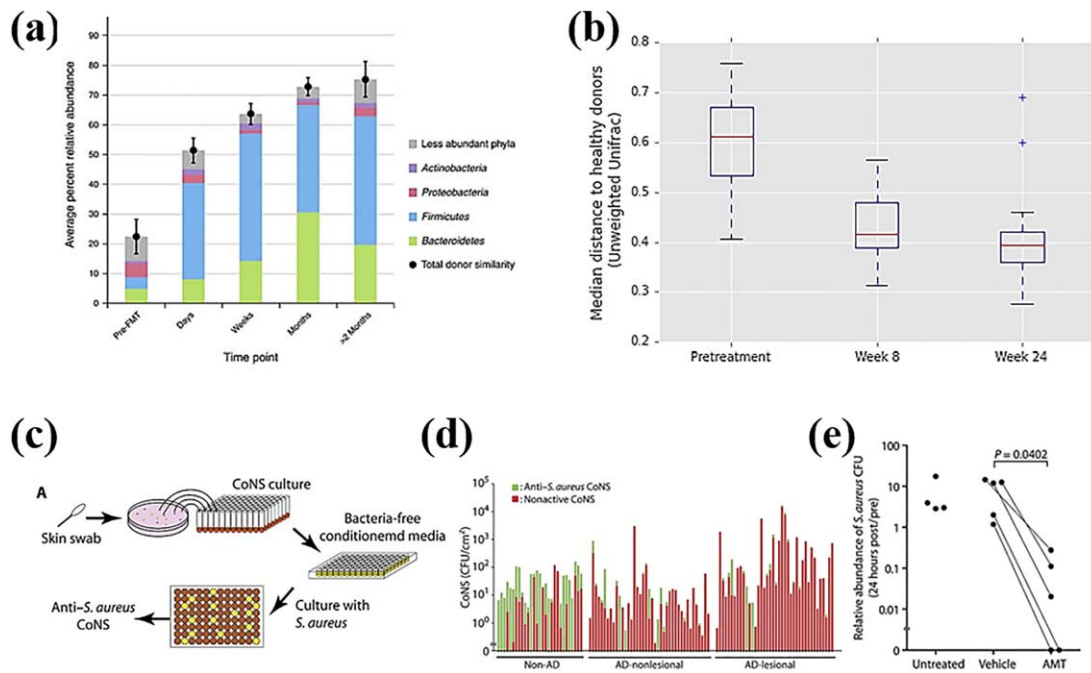 (a)
Average percent relative abundance
90
80
70
60
50
40
30
20
10
0
Pre-FMT
Days
Weeks
Months
>2 Months
Time point
Less abundant phyla
Actinobacteria
Proteobacteria
Firmicutes
Bacteroidetes
Total donor similarity
(b)
Median distance to healthy donors
(Unweighted Unifrac)
0.8
0.7
0.6
0.5
0.4
0.3
0.2
Pretreatment
Week 8
Week 24
(c)
A
Skin swab
CoNS culture
Bacteria-free
conditionemd media
Culture with
S. aureus
Anti–S. aureus
CoNS
(d)
: Anti–S. aureus CoNS
: Nonactive CoNS
CoNS (CFU/cm²)
10⁵
10⁴
10³
10²
10¹
10⁰
0
Non-AD
AD-nonlesional
AD-lesional
(e)
Relative abundance of S. aureus CFU
(24 hours post/pre)
P = 0.0402
100
10
1
0.1
0.01
0
Untreated
Vehicle
AMT